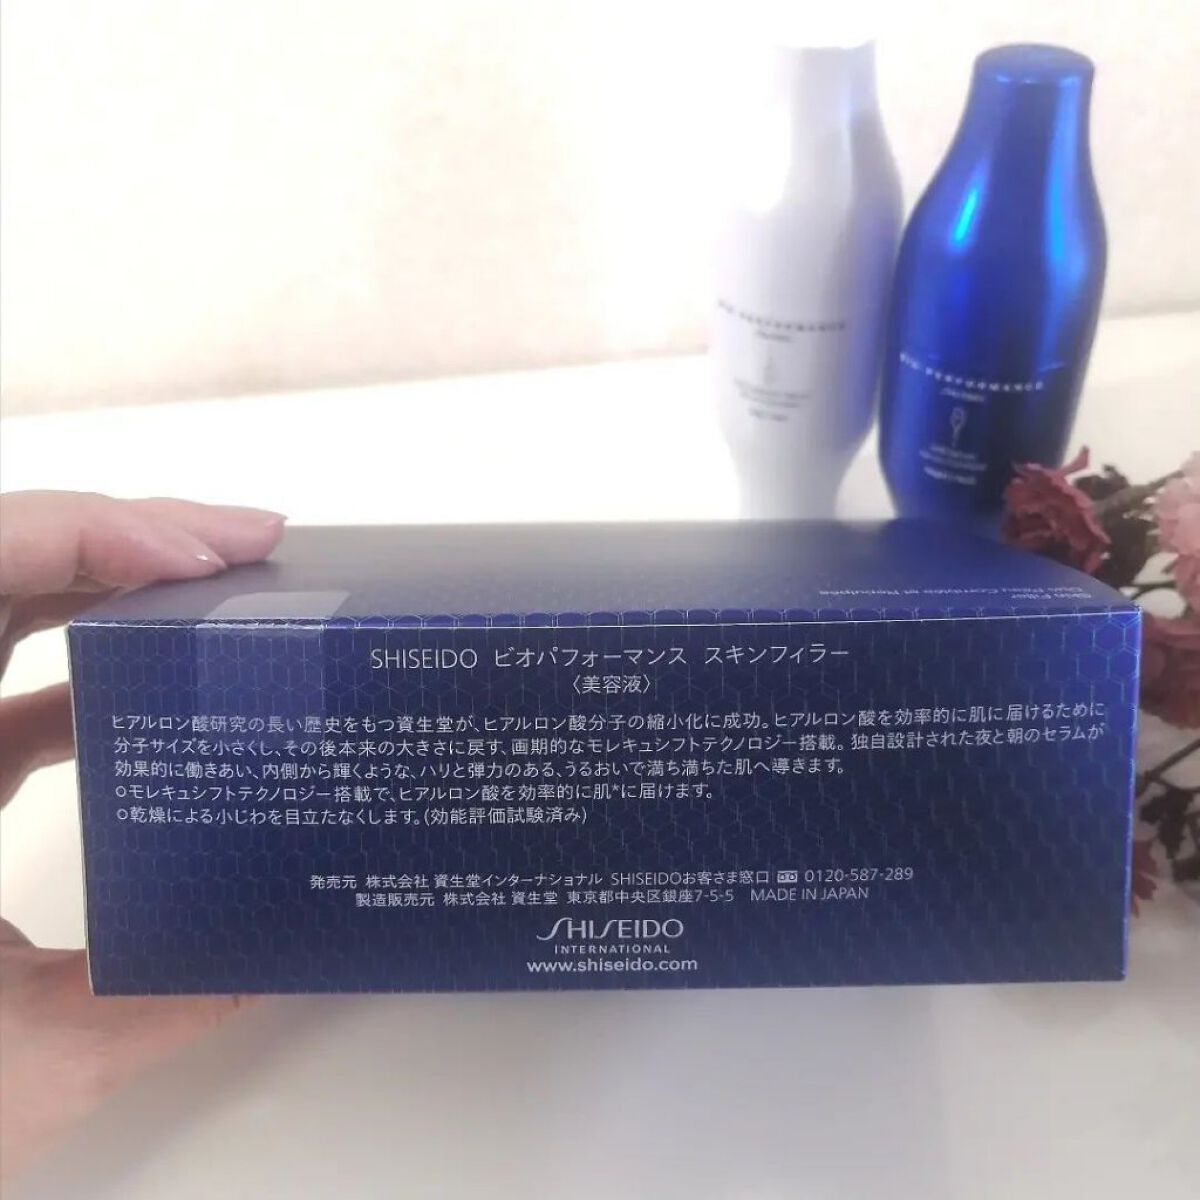 BIO-PERFORMANCE
BIO-PERFORMANCE
SHISEIDO
Skin Filler
Duo Peau Comblée et Repulpée
SHISEIDO ビオパフォーマンス スキンフィラー
〈美容液〉
ヒアルロン酸研究の長い歴史をもつ資生堂が、ヒアルロン酸分子の縮小化に成功。ヒアルロン酸を効率的に肌に届けるために
分子サイズを小さくし、その後本来の大きさに戻す、画期的なモレキュシフトテクノロジー搭載。独自設計された夜と朝のセラムが
効果的に働きあい、内側から輝くような、ハリと弾力のある、うるおいで満ち満ちた肌へ導きます。
○モレキュシフトテクノロジー搭載で、ヒアルロン酸を効率的に肌*に届けます。
○乾燥による小じわを目立たなくします。(効能評価試験済み)
発売元 株式会社 資生堂インターナショナル SHISEIDOお客さま窓口 0120-587-289
製造販売元 株式会社 資生堂 東京都中央区銀座7-5-5 MADE IN JAPAN
SHISEIDO
INTERNATIONAL
www.shiseido.com